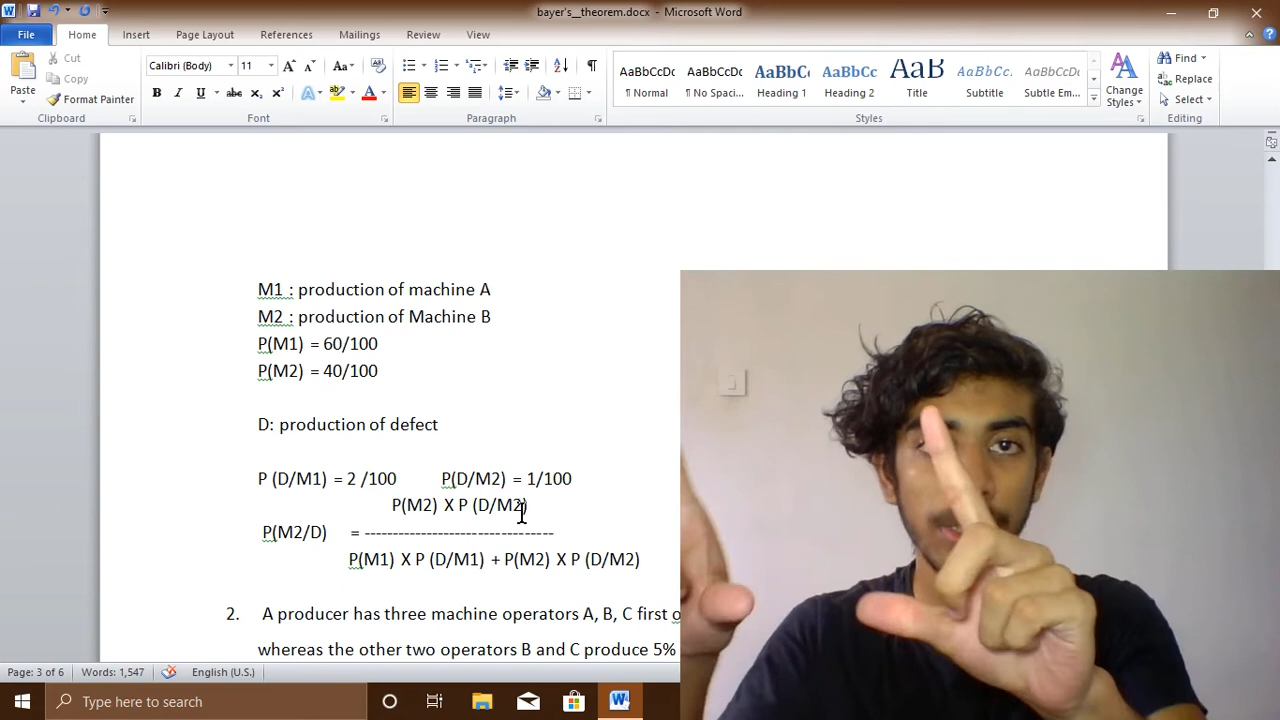 bayer's__theorem.docx - Microsoft Word
File Home Insert Page Layout References Mailings Review View
Paste
Cut
Copy
Format Painter
Clipboard
Calibri (Body) 11
Font
Paragraph
AaBbCcDc AaBbCcDc AaBbCc AaBbCc AaB AaBbCc. AaBbCcDc
¶ Normal ¶ No Spaci... Heading 1 Heading 2 Title Subtitle Subtle Em...
Change Styles
Styles
Find
Replace
Select
Editing
M1 : production of machine A
M2 : production of Machine B
P(M1) = 60/100
P(M2) = 40/100
D: production of defect
P (D/M1) = 2 /100 P(D/M2) = 1/100
P(M2) X P (D/M2)
P(M2/D) = ---------------------------------
P(M1) X P (D/M1) + P(M2) X P (D/M2)
2. A producer has three machine operators A, B, C first
whereas the other two operators B and C produce 5%
Page: 3 of 6 Words: 1,547 English (U.S.)
Type here to search